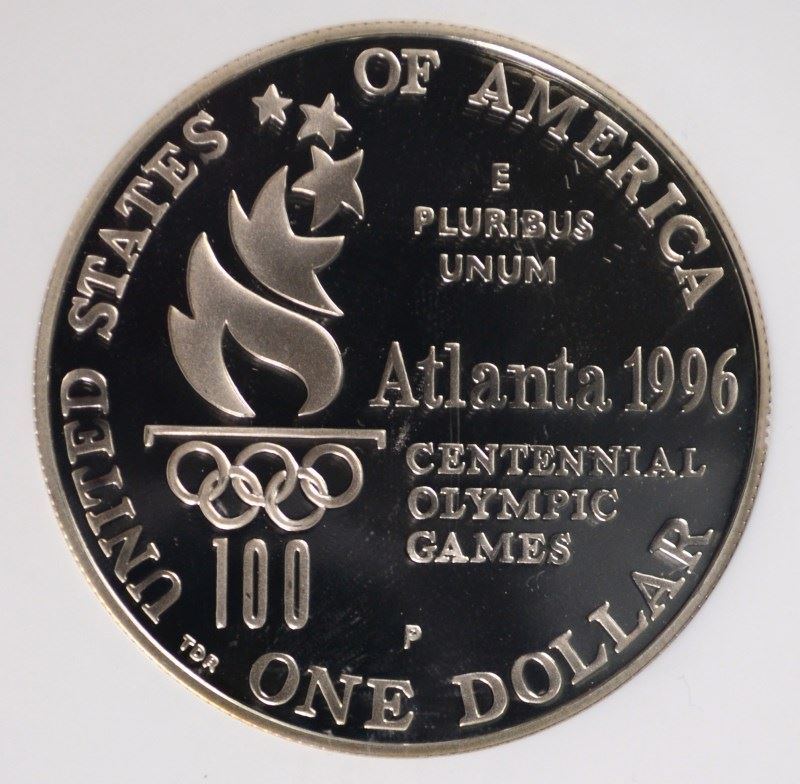 UNITED STATES OF AMERICA
E
PLURIBUS
UNUM
Atlanta 1996
CENTENNIAL
OLYMPIC
GAMES
100
P
TDR
ONE DOLLAR